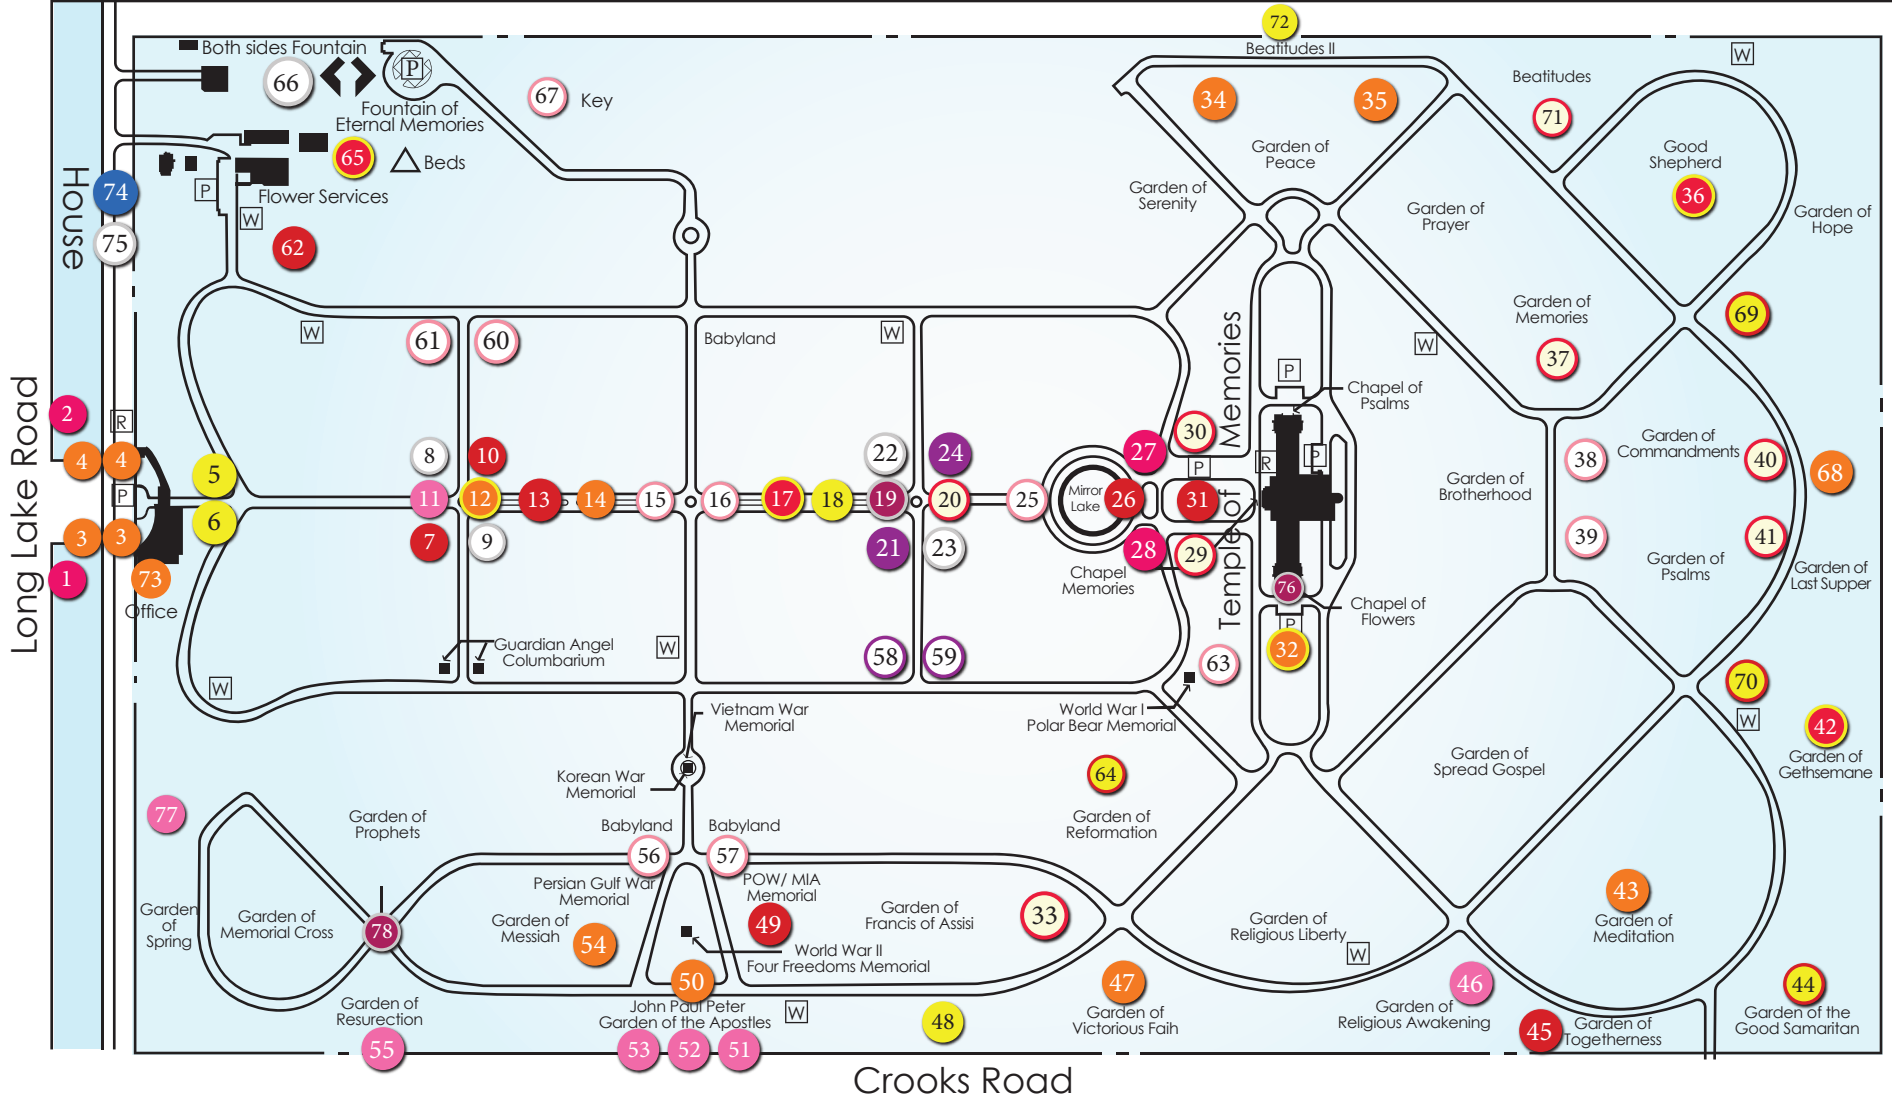 72
Beatitudes II
Both sides Fountain
66
P
Fountain of
Eternal Memories
67
Key
34
35
Garden of
Peace
Beatitudes
71
W
Good
Shepherd
36
65
Beds
Flower Services
P
W
62
House
74
75
Garden of
Serenity
Garden of
Prayer
Garden of
Hope
W
61
60
Babyland
W
Garden of
Memories
37
W
69
Long Lake Road
2
R
4
4
P
3
3
1
73
Office
5
6
8
10
11
12
13
P
14
15
16
17
18
19
20
25
7
9
22
24
21
23
Mirror
Lake
26
27
28
30
P
31
29
Chapel
Memories
Temple of Memories
P
Chapel of
Psalms
R
P
76
Chapel of
Flowers
P
32
Garden of
Brotherhood
38
Garden of
Commandments
40
68
39
Garden of
Psalms
41
Garden of
Last Supper
Guardian Angel
Columbarium
W
W
58
59
63
World War I
Polar Bear Memorial
70
W
42
Garden of
Gethsemane
Vietnam War
Memorial
Korean War
Memorial
64
Garden of
Reformation
Garden of
Spread Gospel
77
Garden of
Prophets
Babyland
56
Babyland
57
Persian Gulf War
Memorial
POW/ MIA
Memorial
49
Garden
of
Spring
Garden of
Memorial Cross
78
Garden of
Messiah
54
World War II
Four Freedoms Memorial
Garden of
Francis of Assisi
33
Garden of
Religious Liberty
W
43
Garden of
Meditation
Garden of
Resurection
55
50
John Paul Peter
Garden of the Apostles
53
52
51
W
48
47
Garden of
Victorious Faih
46
Garden of
Religious Awakening
45
Garden of
Togetherness
44
Garden of the
Good Samaritan
Crooks Road